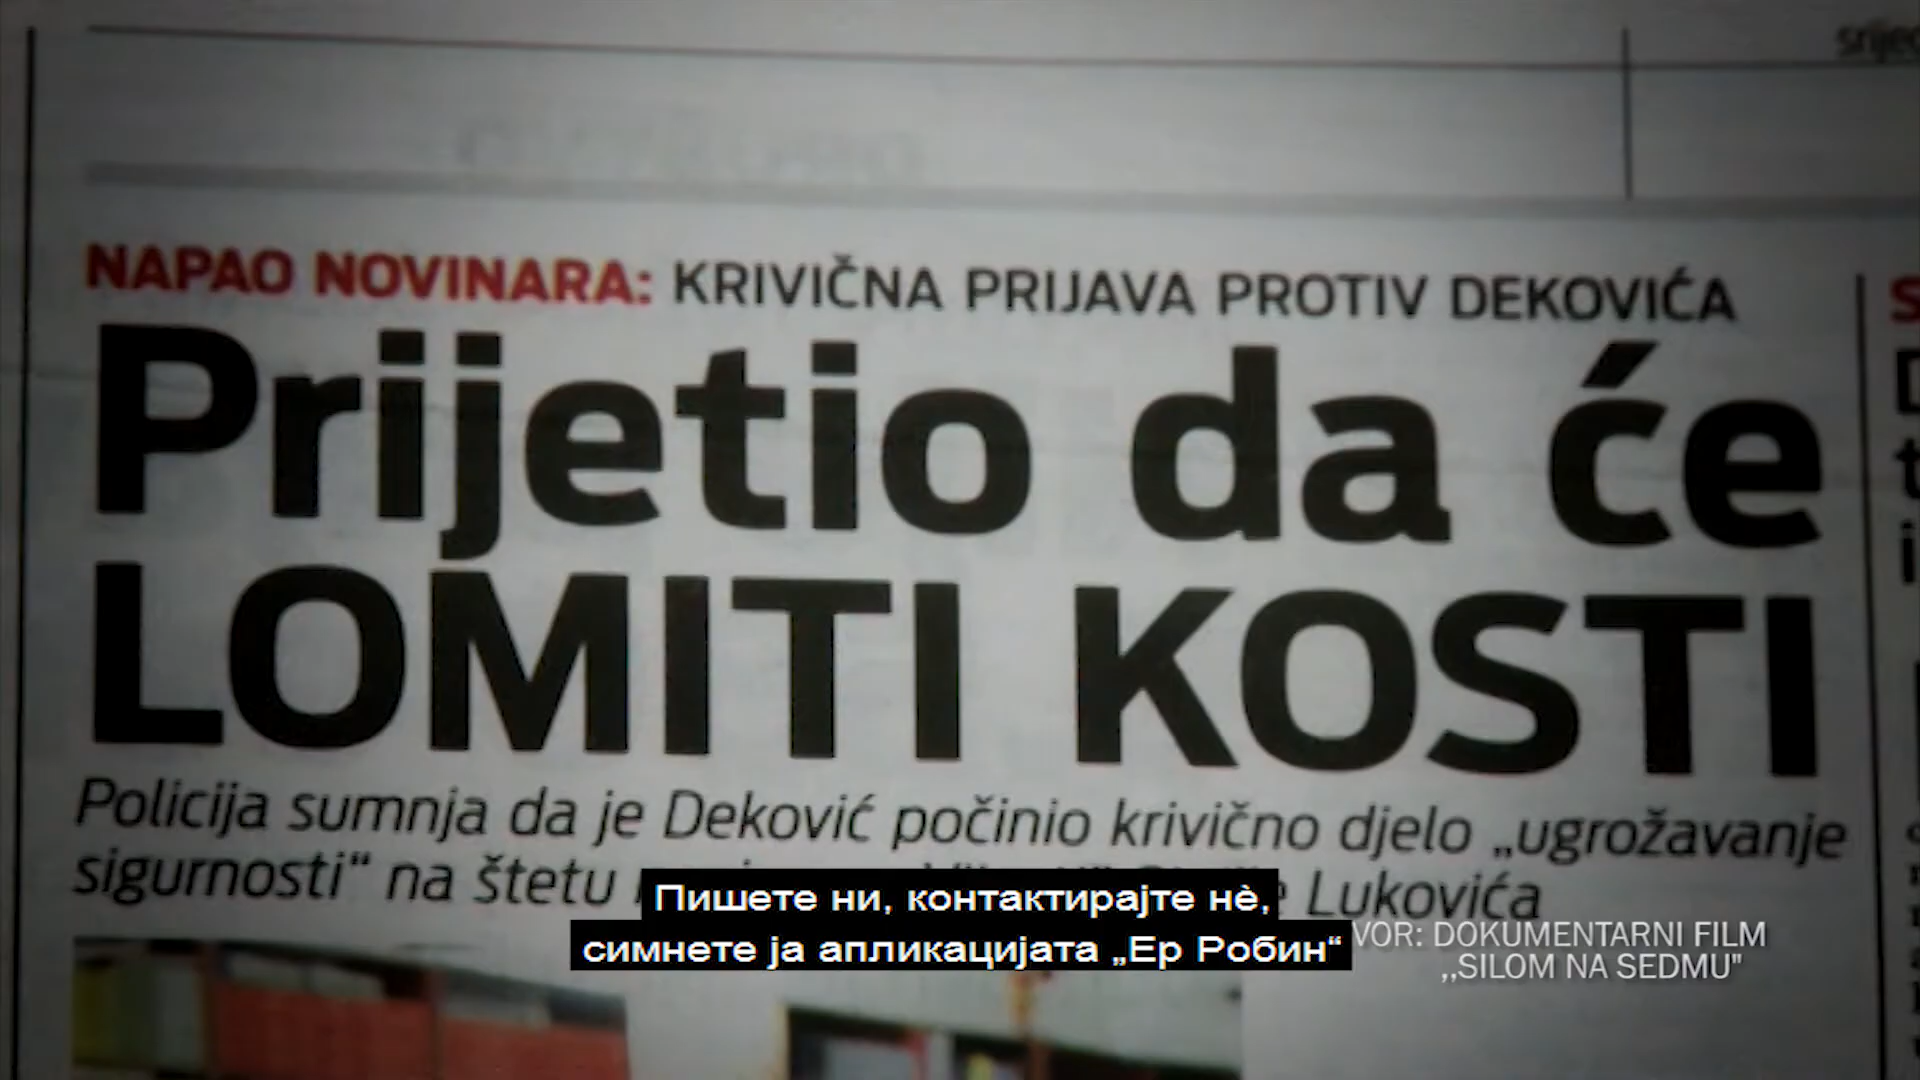 NAPAO NOVINARA: KRIVIČNA PRIJAVA PROTIV DEKOVIĆA
Prijetio da će
LOMITI KOSTI
Policija sumnja da je Deković počinio krivično djelo „ugrožavanje
sigurnosti“ na štetu Lukovića
Пишете ни, контактирајте нѐ,
симнете ја апликацијата „Ер Робин“
VOR: DOKUMENTARNI FILM
,,SILOM NA SEDMU"